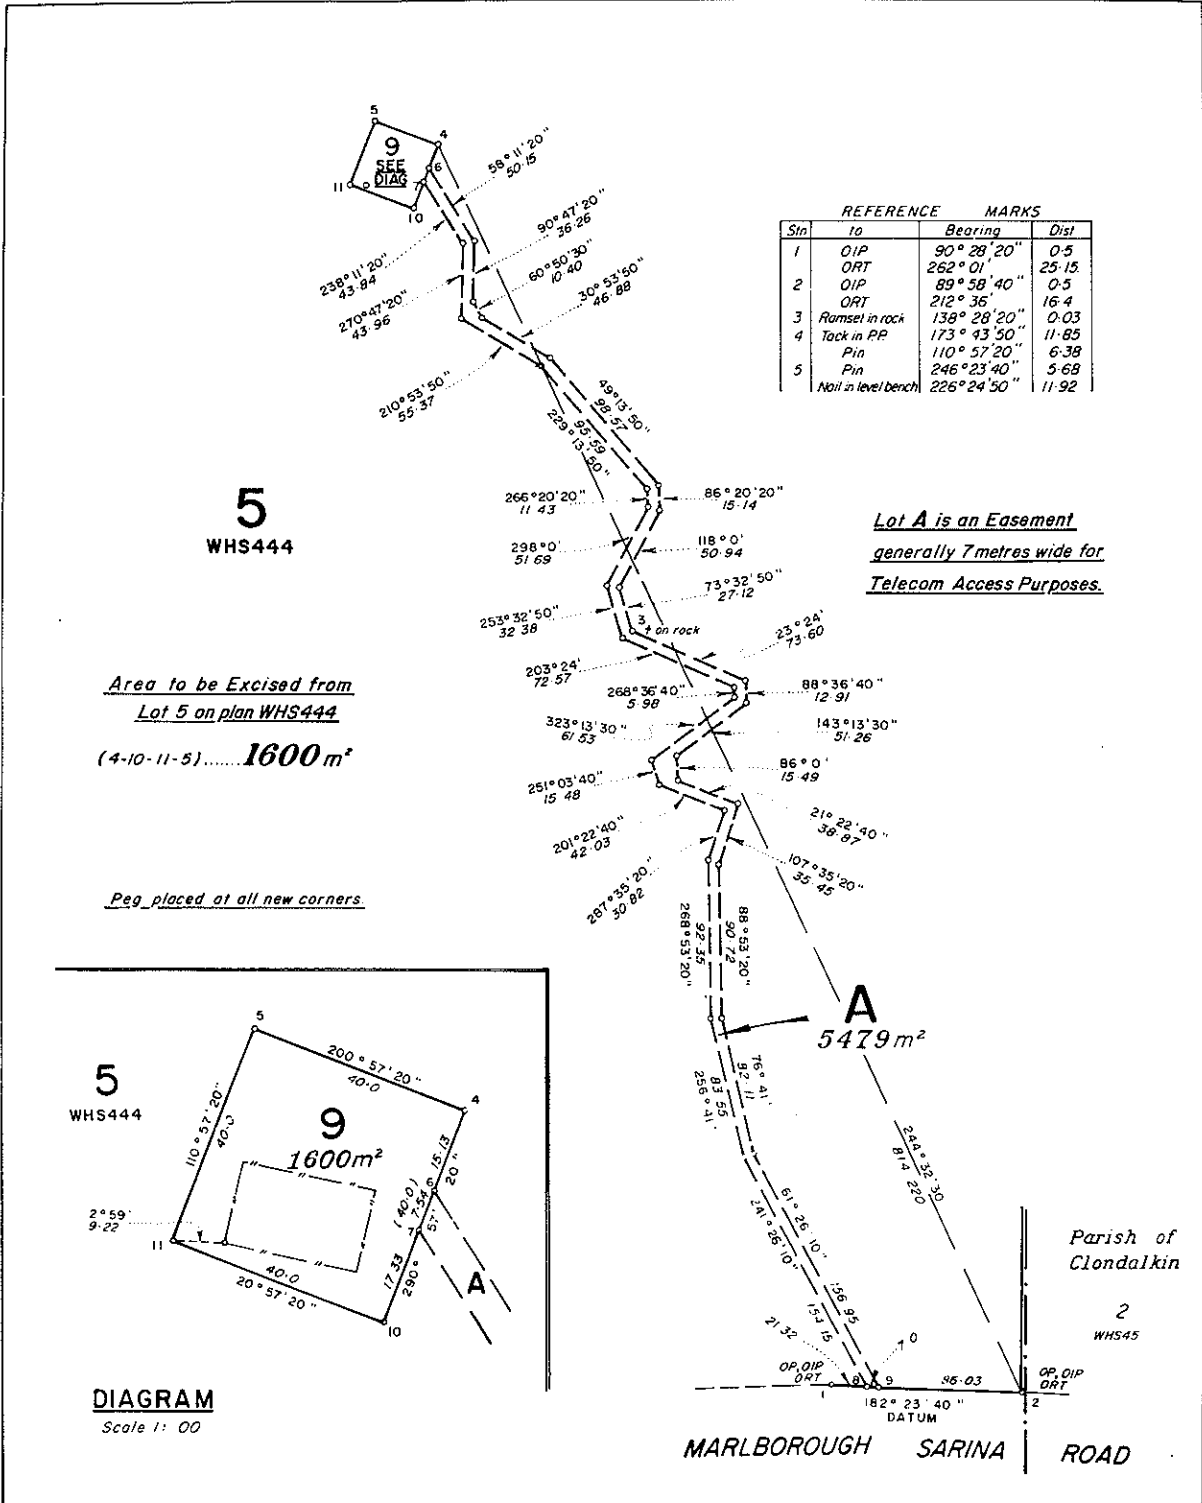 5
4
9
SEE
DIAG
6
7
11
10
58° 11' 20"
50·15
90° 47' 20"
36·26
60° 50' 30"
10·40
30° 53' 50"
46·88
238° 11' 20"
43·84
270° 47' 20"
43·96
210° 53' 50"
55·37
49° 13' 50"
98·57
95·59
229° 13' 50"
REFERENCE MARKS
Stn to Bearing Dist
1 OIP 90° 28' 20" 0·5
ORT 262° 01' 25·15
2 OIP 89° 58' 40" 0·5
ORT 212° 36' 16·4
3 Ramset in rock 138° 28' 20" 0·03
4 Tack in P.P. 173° 43' 50" 11·85
Pin 110° 57' 20" 6·38
5 Pin 246° 23' 40" 5·68
Nail in level bench 226° 24' 50" 11·92
5
WHS444
266° 20' 20"
11 43
86° 20' 20"
15·14
298° 0'
51 69
118° 0'
50·94
Lot A is an Easement
generally 7 metres wide for
Telecom Access Purposes.
253° 32' 50"
32 38
73° 32' 50"
27·12
3
↑ on rock
23° 24'
73·60
203° 24'
72·57
268° 36' 40"
5·98
88° 36' 40"
12·91
Area to be Excised from
Lot 5 on plan WHS444
(4-10-11-5)......1600 m²
323° 13' 30"
61 53
143° 13' 30"
51·26
251° 03' 40"
15 48
86° 0'
15·49
201° 22' 40"
42·03
21° 22' 40"
38·87
287° 35' 20"
30·82
107° 35' 20"
35·45
Peg placed at all new corners.
88° 53' 20"
90·72
92·35
268° 53' 20"
A
5479 m²
76° 41'
92·11
83 55
256° 41'
244° 32' 30
814 220
61° 26' 10"
156 95
241° 26' 10"
154 15
21 32
7 0
OP, OIP
ORT
1
8
9
96·03
OP, OIP
ORT
2
182° 23' 40"
DATUM
Parish of
Clondalkin
2
WHS45
MARLBOROUGH SARINA ROAD
5
WHS444
5
200° 57' 20"
40·0
4
110° 57' 20"
40·0
9
1600m²
15·13
20"
6
(40·0)
7·54
57'
7
17·33
290°
2° 59'
9·22
11
40·0
20° 57' 20"
10
A
DIAGRAM
Scale 1: 00